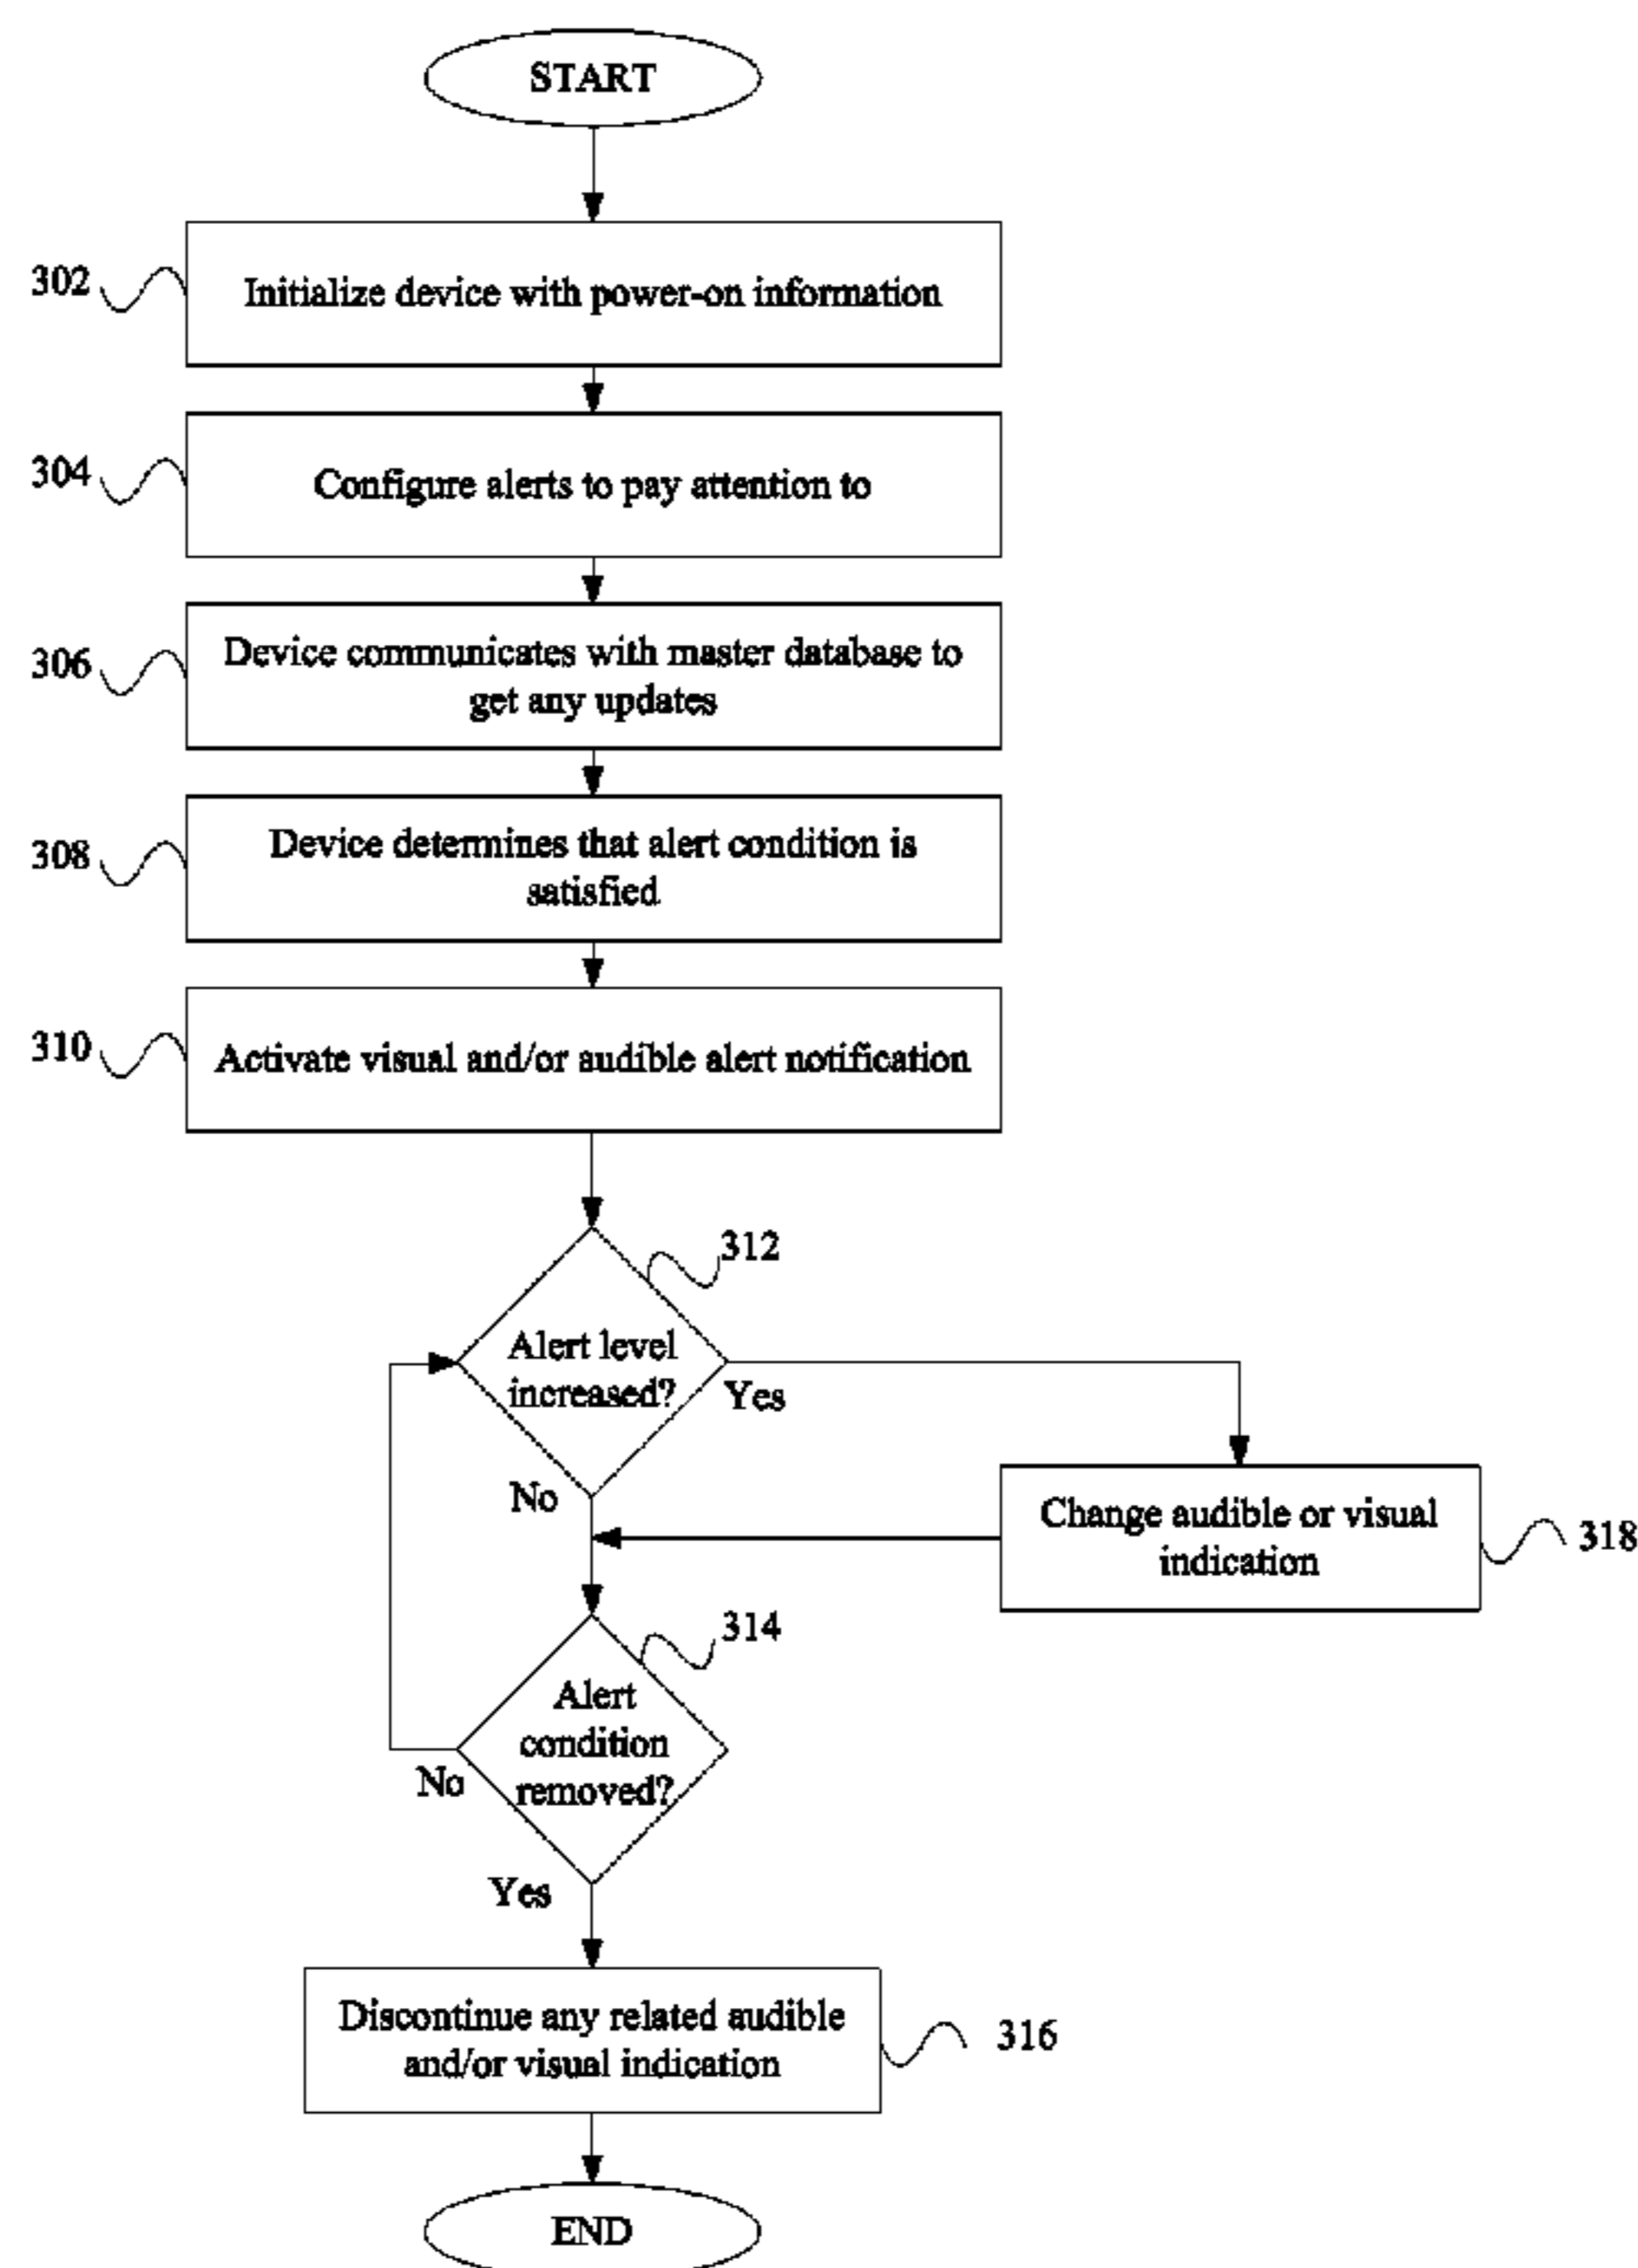 START
302
Initialize device with power-on information
304
Configure alerts to pay attention to
306
Device communicates with master database to
get any updates
308
Device determines that alert condition is
satisfied
310
Activate visual and/or audible alert notification
312
Alert level
increased?
Yes
No
Change audible or visual
indication
318
314
Alert
condition
removed?
No
Yes
Discontinue any related audible
and/or visual indication
316
END